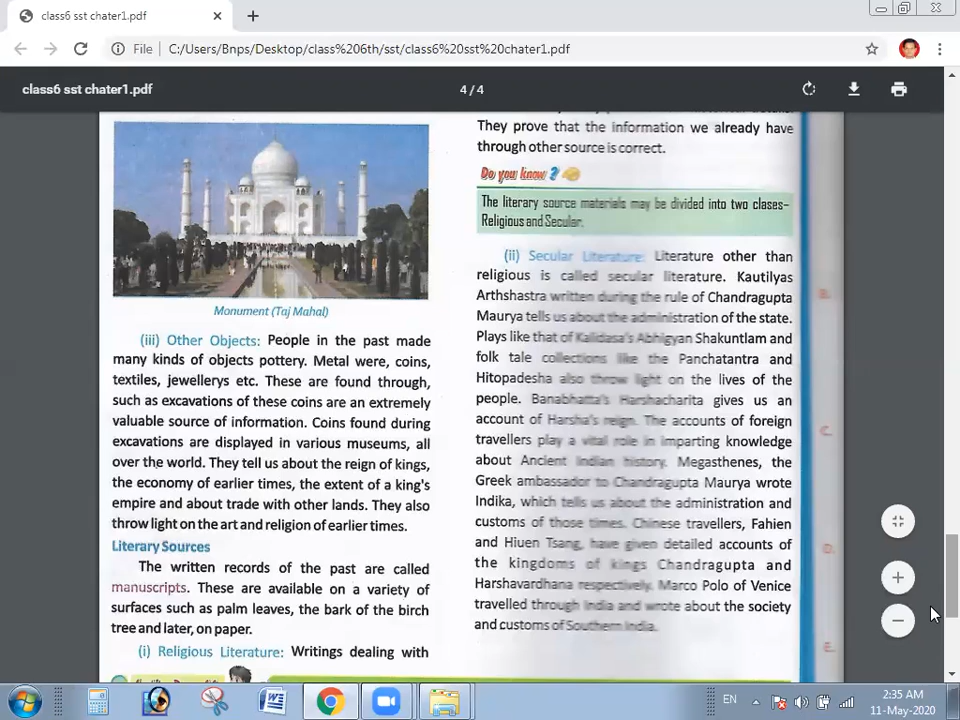 class6 sst chater1.pdf
File
C:/Users/Bnps/Desktop/class%206th/sst/class6%20sst%20chater1.pdf
class6 sst chater1.pdf
4 / 4
Monument (Taj Mahal)
(iii) Other Objects: People in the past made
many kinds of objects pottery. Metal were, coins,
textiles, jewellerys etc. These are found through,
such as excavations of these coins are an extremely
valuable source of information. Coins found during
excavations are displayed in various museums, all
over the world. They tell us about the reign of kings,
the economy of earlier times, the extent of a king's
empire and about trade with other lands. They also
throw light on the art and religion of earlier times.
Literary Sources
The written records of the past are called
manuscripts. These are available on a variety of
surfaces such as palm leaves, the bark of the birch
tree and later, on paper.
(i) Religious Literature: Writings dealing with
They prove that the information we already have
through other source is correct.
Do you know ?
The literary source materials may be divided into two clases–
Religious and Secular.
(ii) Secular Literature: Literature other than
religious is called secular literature. Kautilyas
Arthshastra written during the rule of Chandragupta
Maurya tells us about the administration of the state.
Plays like that of Kalidasa's Abhigyan Shakuntlam and
folk tale collections like the Panchatantra and
Hitopadesha also throw light on the lives of the
people. Banabhatta's Harshacharita gives us an
account of Harsha's reign. The accounts of foreign
travellers play a vital role in imparting knowledge
about Ancient Indian history. Megasthenes, the
Greek ambassador to Chandragupta Maurya wrote
Indika, which tells us about the administration and
customs of those times. Chinese travellers, Fahien
and Hiuen Tsang, have given detailed accounts of
the kingdoms of kings Chandragupta and
Harshavardhana respectively. Marco Polo of Venice
travelled through India and wrote about the society
and customs of Southern India.
B.
C.
D.
E.
EN
2:35 AM
11-May-2020